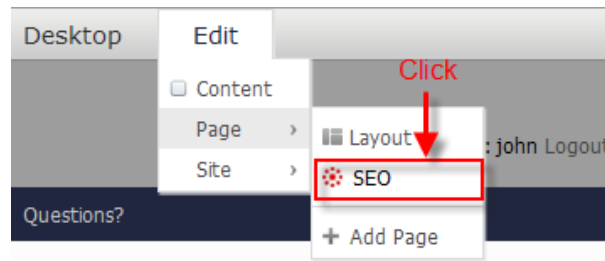 Desktop Edit
Click
Content
Page
Layout
: john Logout
Site
SEO
Questions?
Add Page